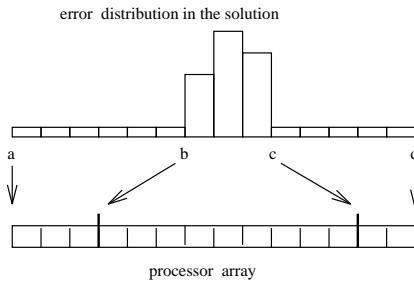 error distribution in the solution
a b c d
processor array